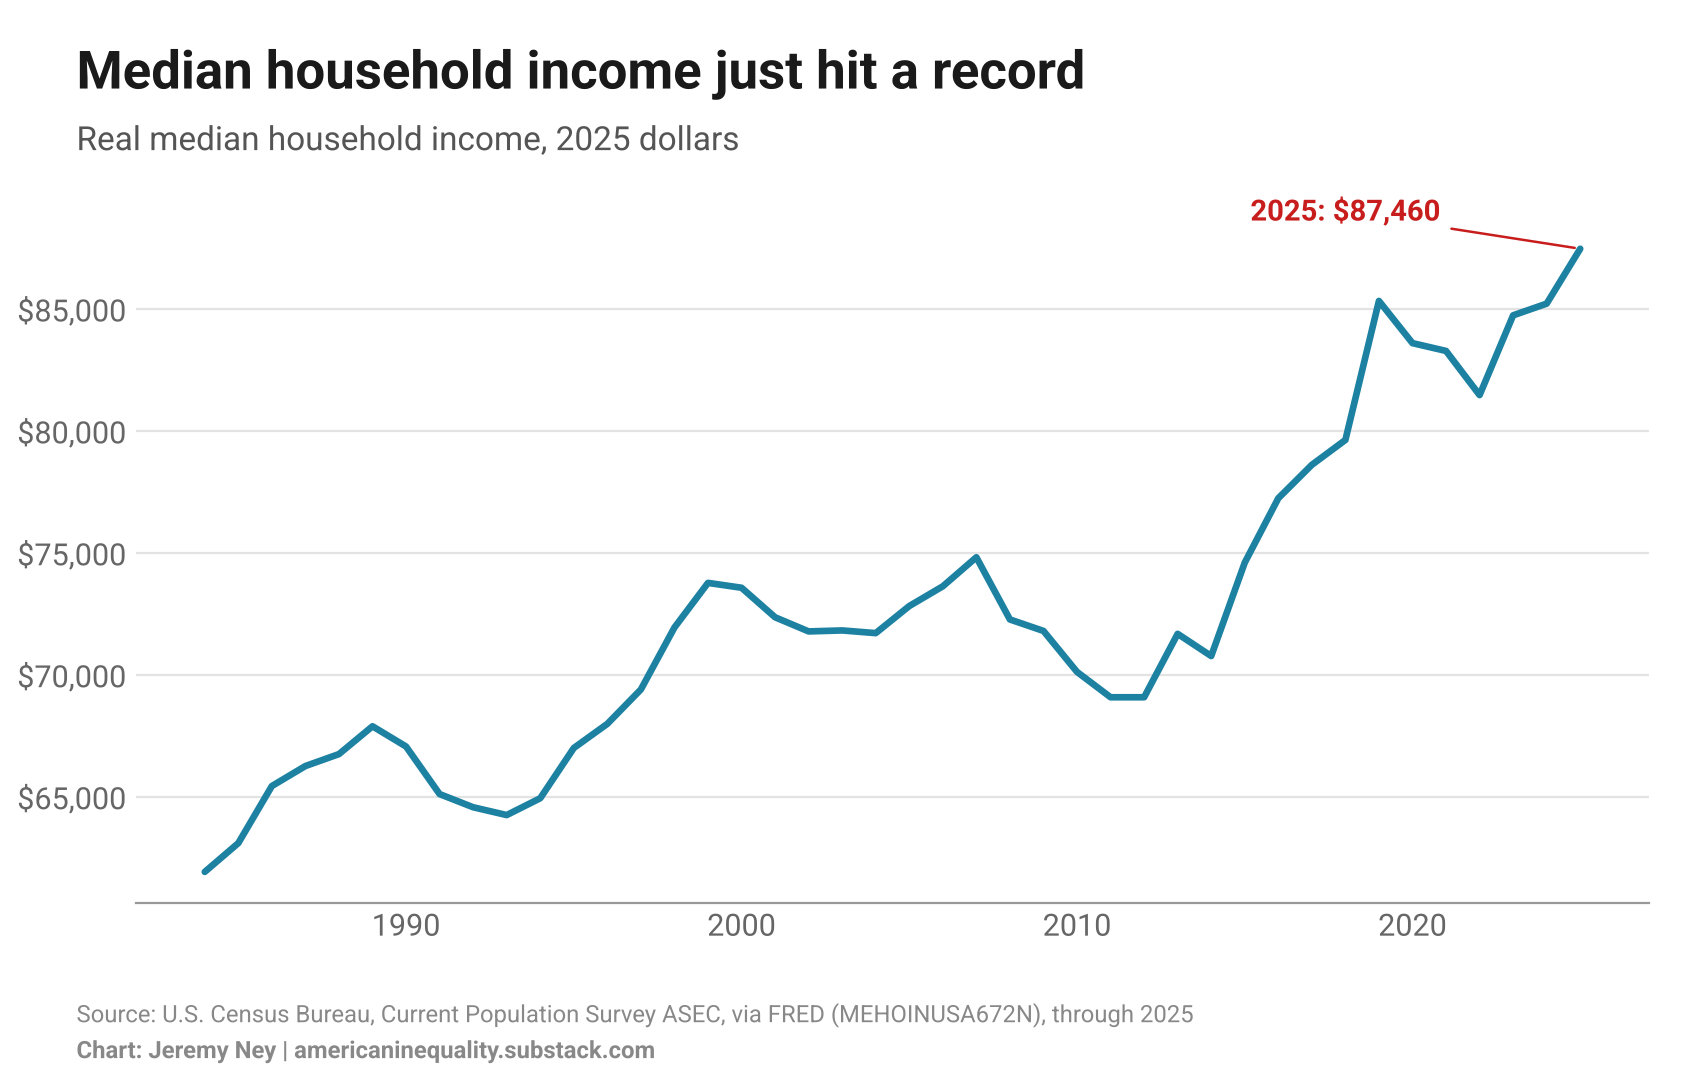 Median household income just hit a record
Real median household income, 2025 dollars
2025: $87,460
$85,000
$80,000
$75,000
$70,000
$65,000
1990 2000 2010 2020
Source: U.S. Census Bureau, Current Population Survey ASEC, via FRED (MEHOINUSA672N), through 2025
Chart: Jeremy Ney | americaninequality.substack.com